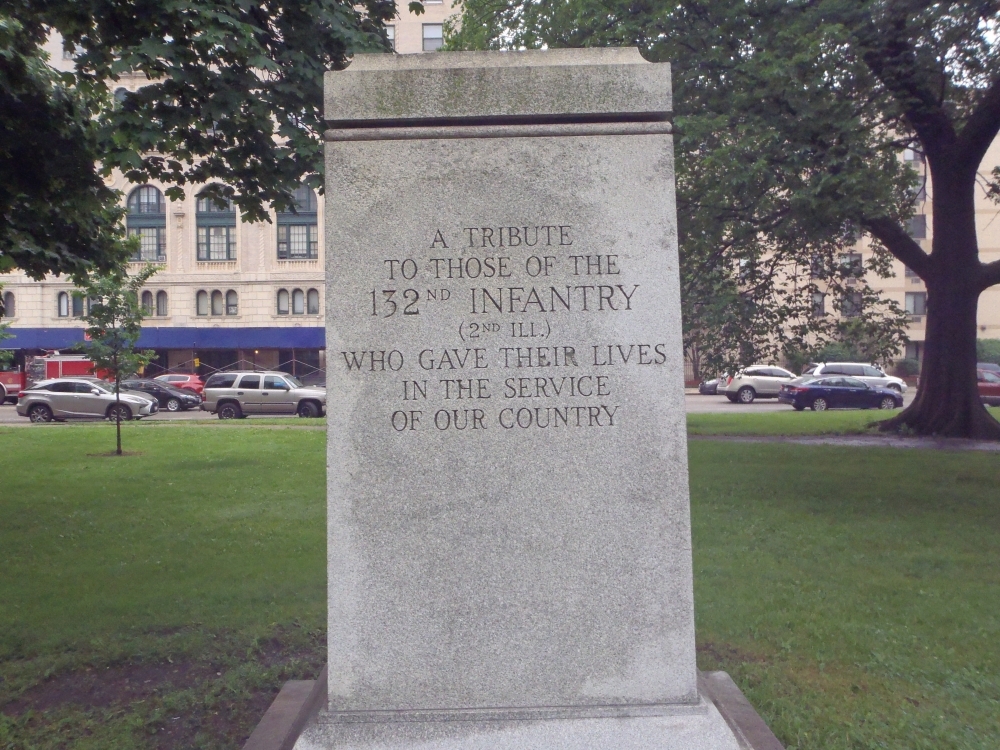 A TRIBUTE
TO THOSE OF THE
132ND INFANTRY
(2ND ILL.)
WHO GAVE THEIR LIVES
IN THE SERVICE
OF OUR COUNTRY